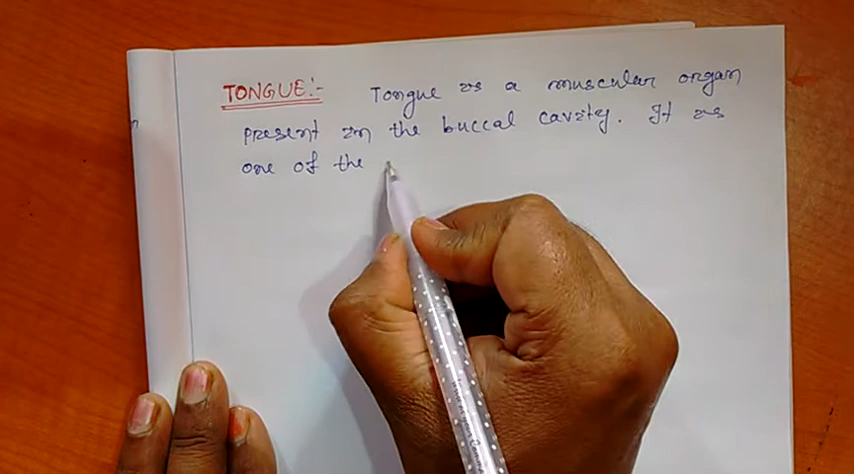 TONGUE:- Tongue is a muscular organ
present in the buccal cavity. It is
one of the